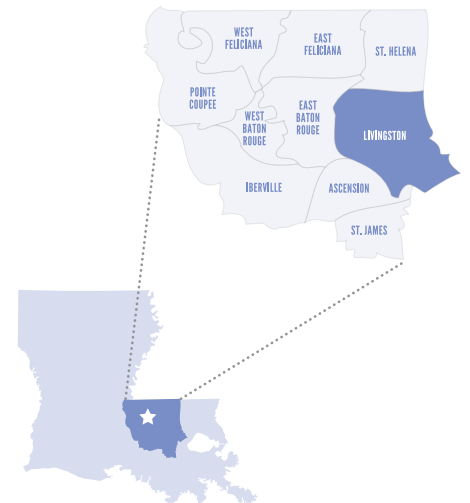 WEST
FELICIANA
EAST
FELICIANA
ST. HELENA
POINTE
COUPEE
WEST
BATON
ROUGE
EAST
BATON
ROUGE
LIVINGSTON
IBERVILLE
ASCENSION
ST. JAMES